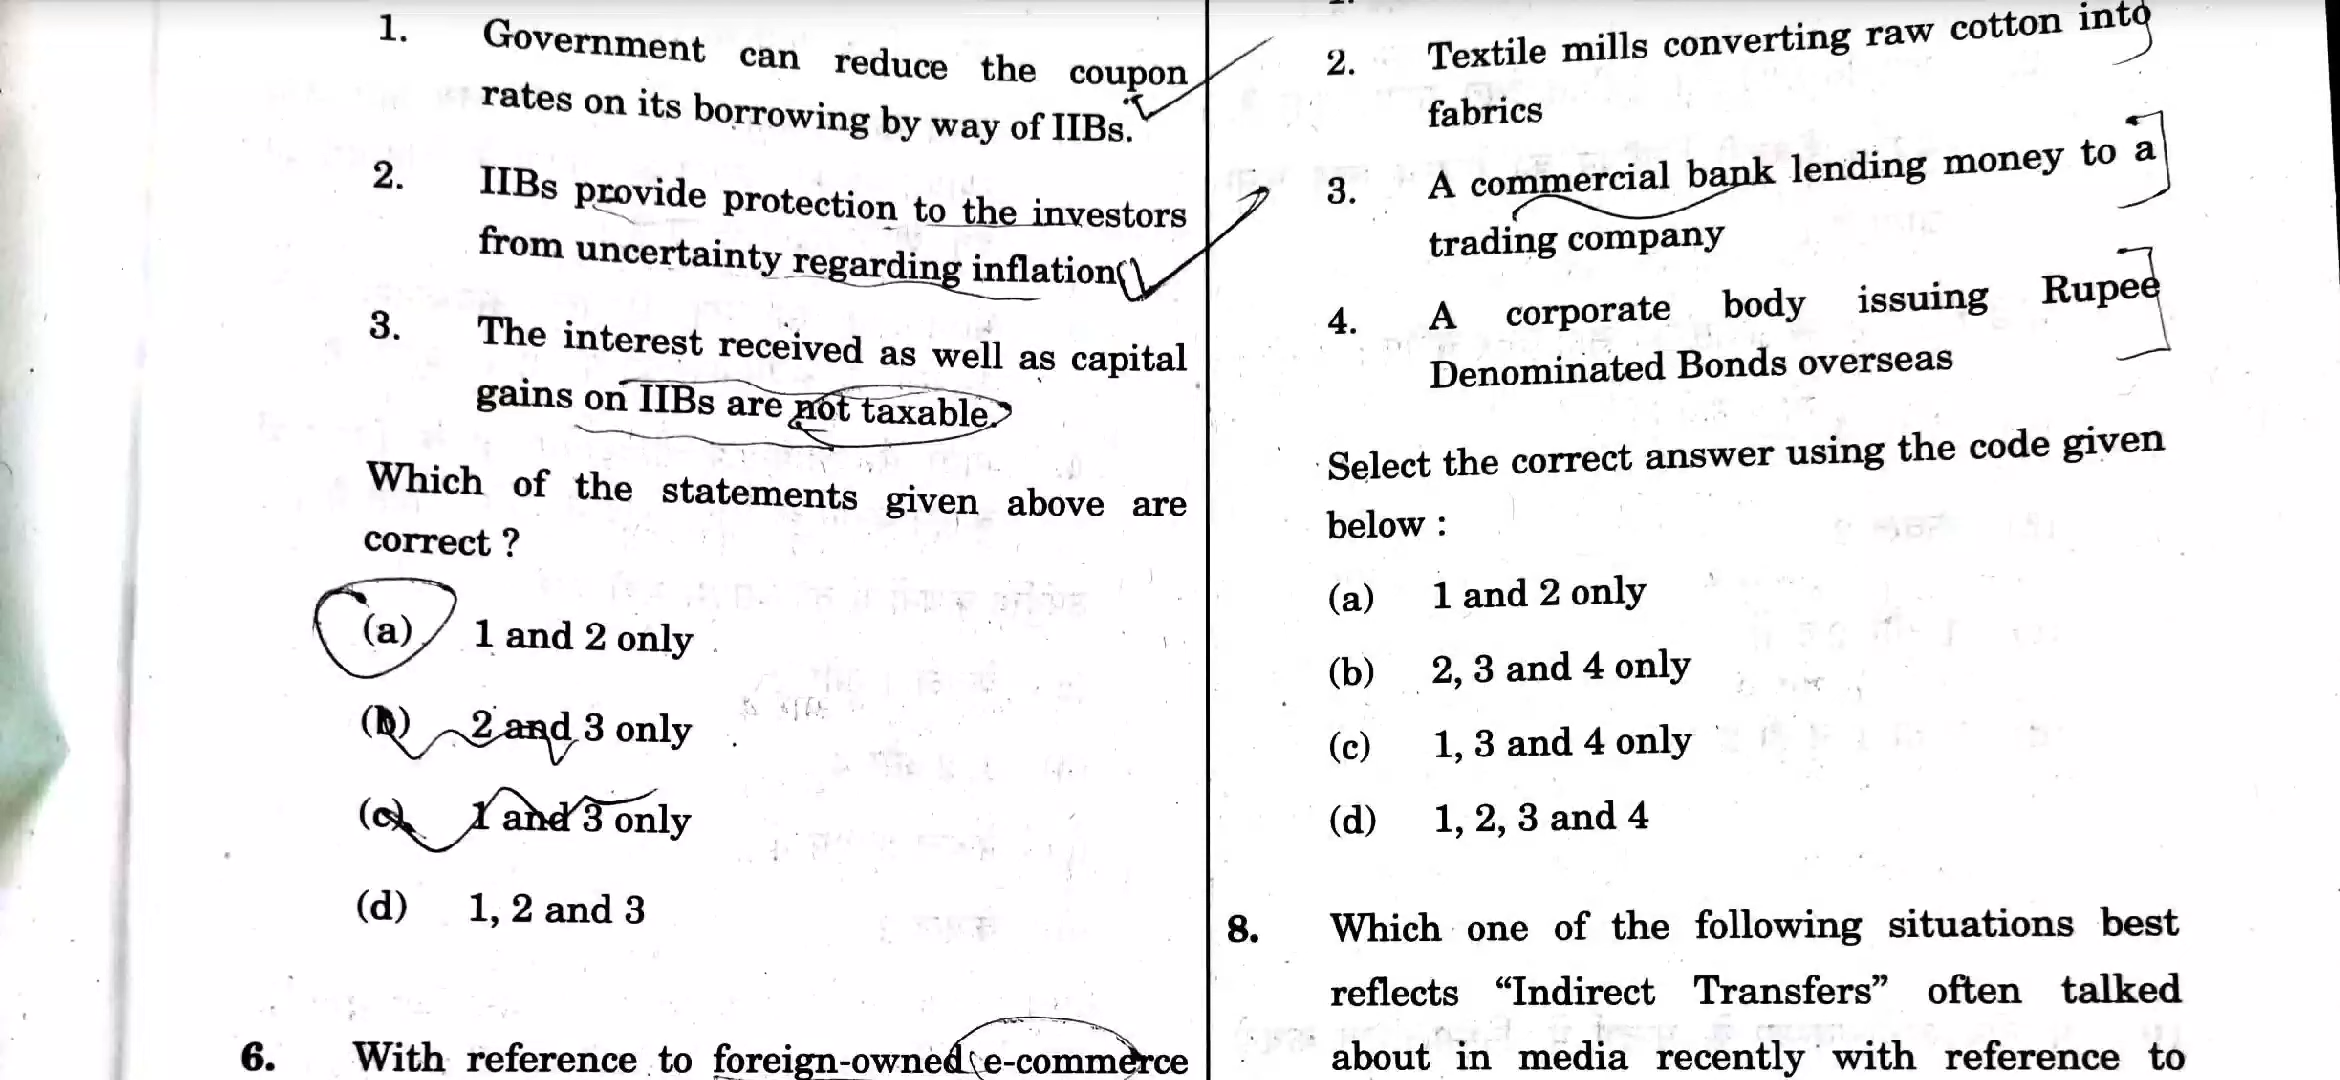 1. Government can reduce the coupon
rates on its borrowing by way of IIBs.
2. IIBs provide protection to the investors
from uncertainty regarding inflation
3. The interest received as well as capital
gains on IIBs are not taxable.
Which of the statements given above are
correct ?
(a) 1 and 2 only
(b) 2 and 3 only
(c) 1 and 3 only
(d) 1, 2 and 3
6. With reference to foreign-owned e-commerce
2. Textile mills converting raw cotton into
fabrics
3. A commercial bank lending money to a
trading company
4. A corporate body issuing Rupee
Denominated Bonds overseas
Select the correct answer using the code given
below :
(a) 1 and 2 only
(b) 2, 3 and 4 only
(c) 1, 3 and 4 only
(d) 1, 2, 3 and 4
8. Which one of the following situations best
reflects “Indirect Transfers” often talked
about in media recently with reference to